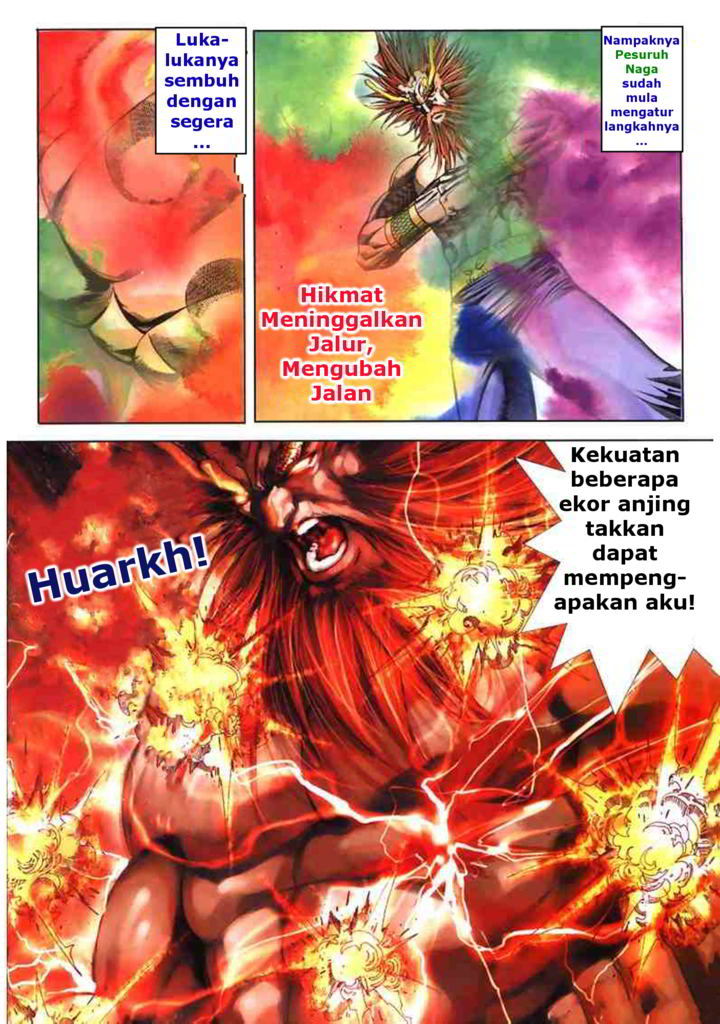 Luka-
lukanya
sembuh
dengan
segera
...
Nampaknya
Pesuruh
Naga
sudah
mula
mengatur
langkahnya
...
Hikmat
Meninggalkan
Jalur,
Mengubah
Jalan
Huarkh!
Kekuatan
beberapa
ekor anjing
takkan
dapat
mempeng-
apakan aku!